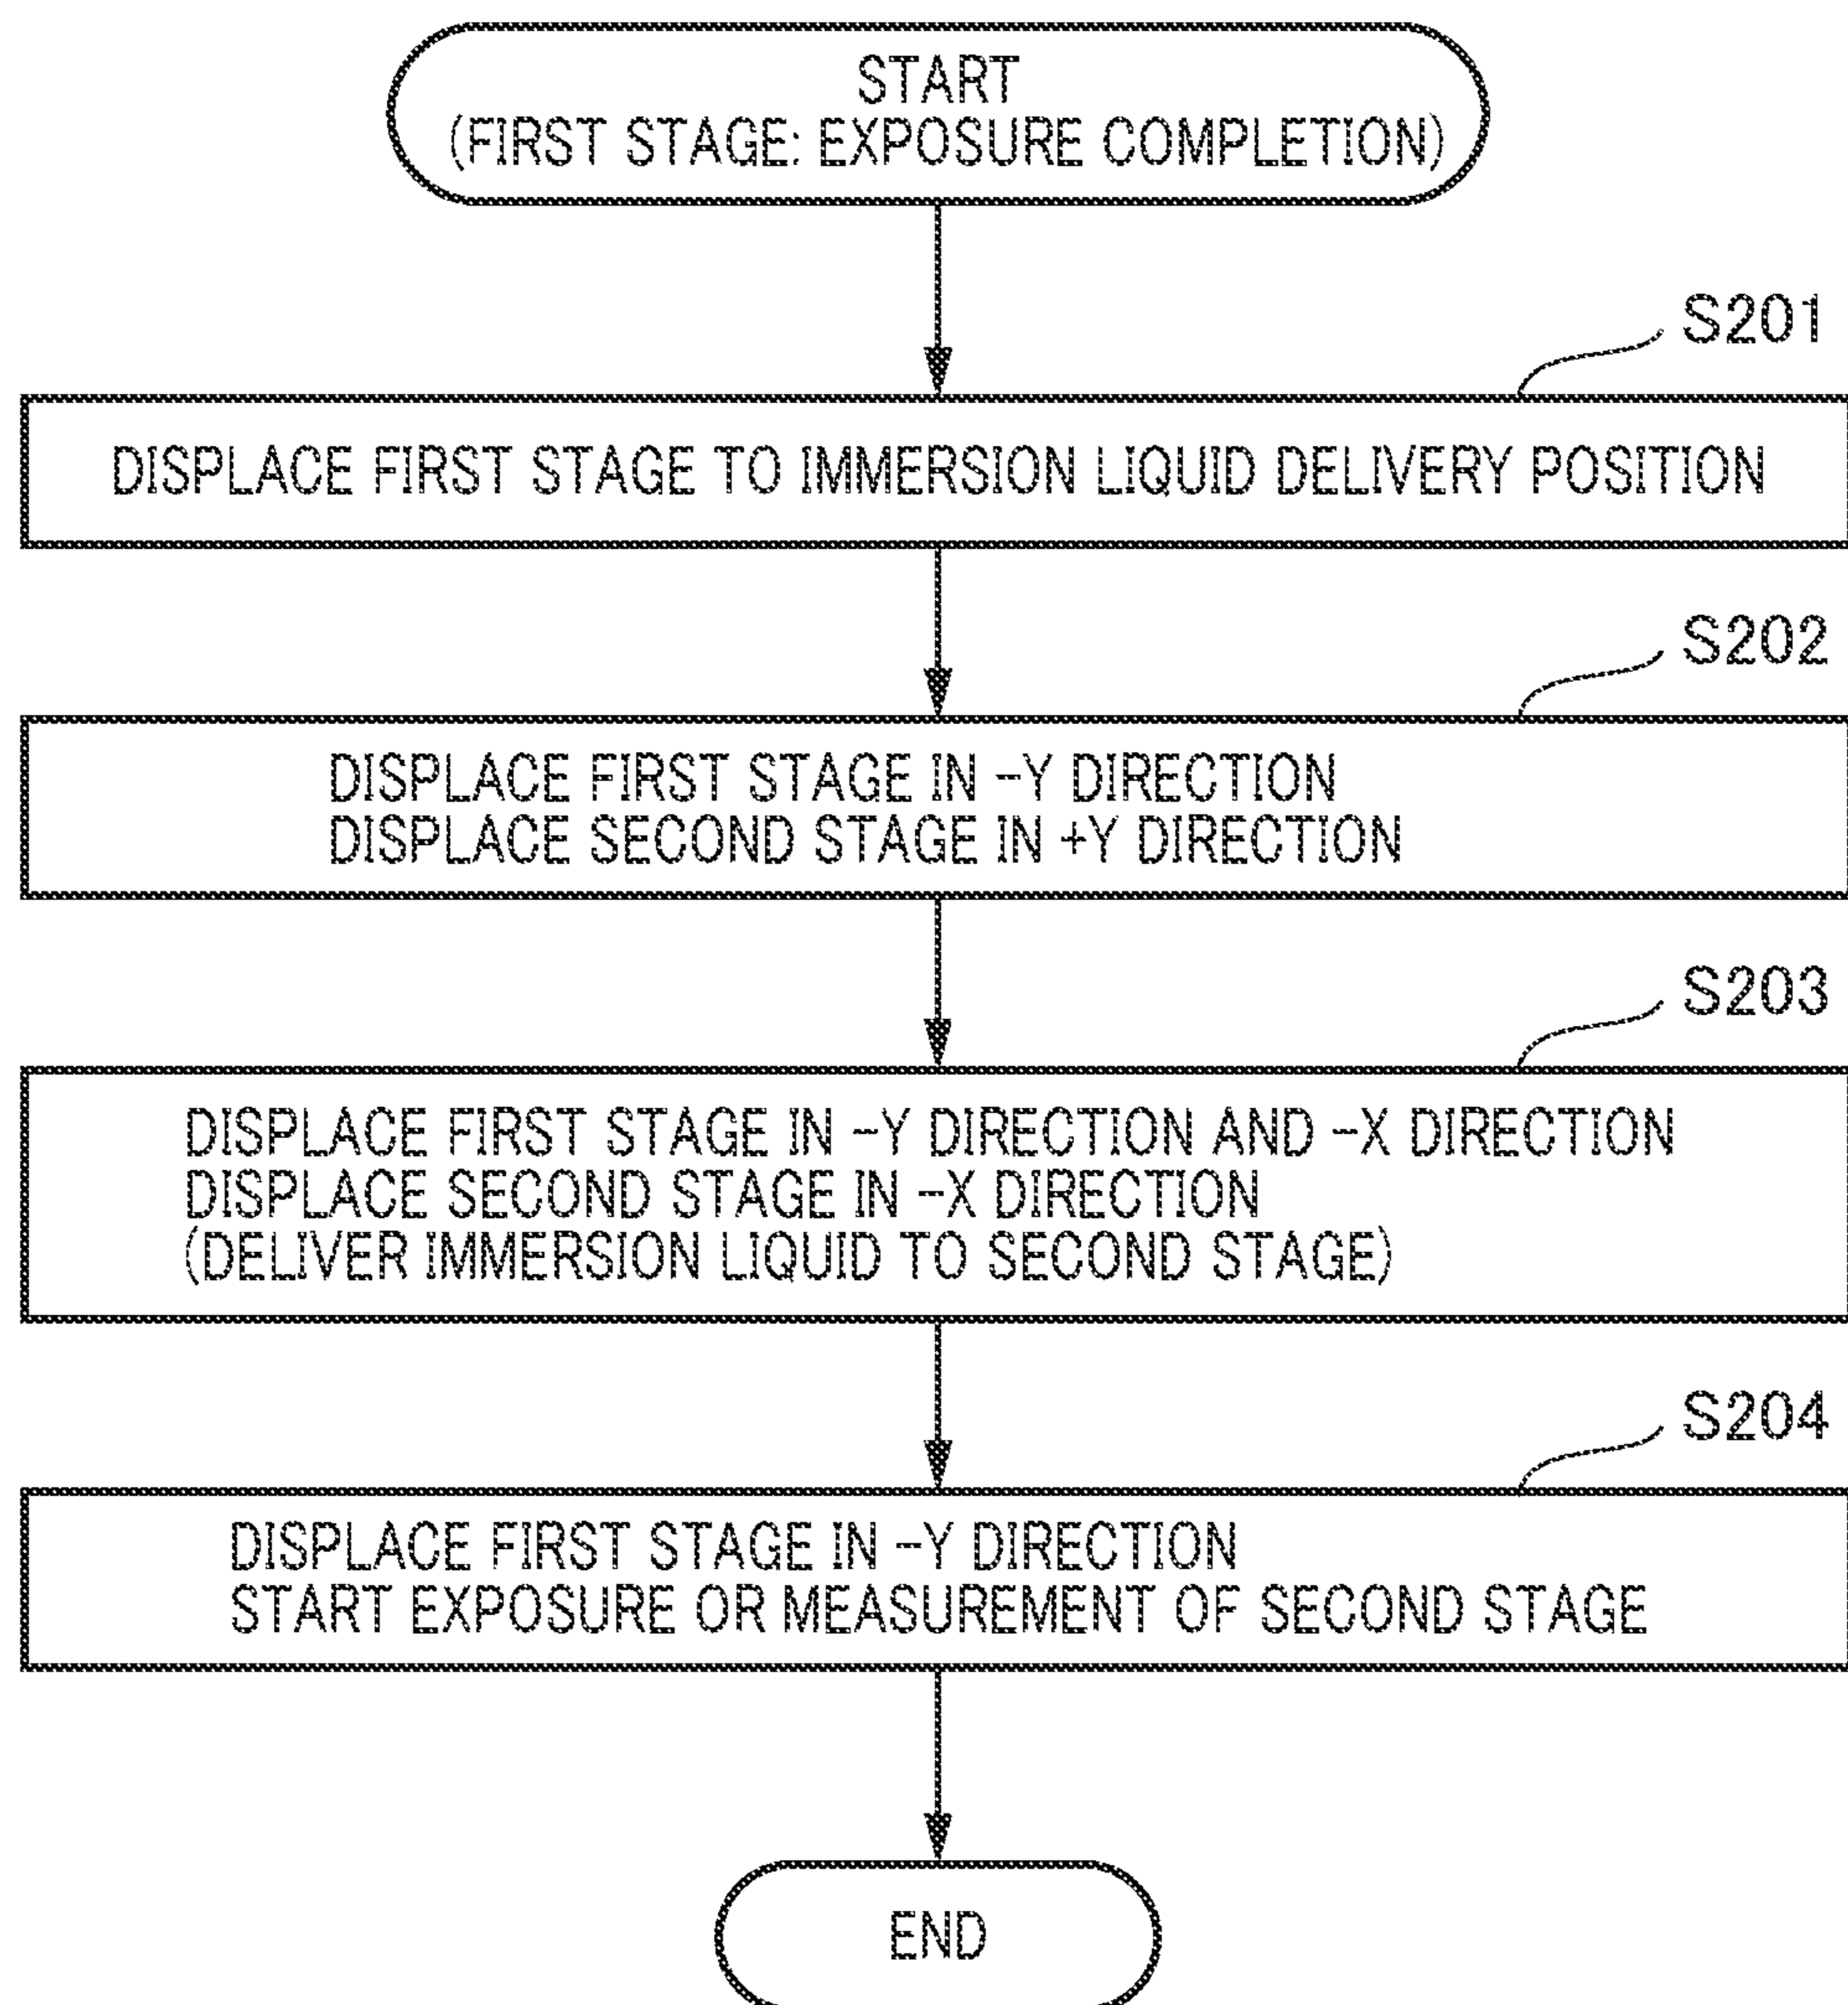 START
(FIRST STAGE: EXPOSURE COMPLETION)
S201
DISPLACE FIRST STAGE TO IMMERSION LIQUID DELIVERY POSITION
S202
DISPLACE FIRST STAGE IN -Y DIRECTION
DISPLACE SECOND STAGE IN +Y DIRECTION
S203
DISPLACE FIRST STAGE IN -Y DIRECTION AND -X DIRECTION
DISPLACE SECOND STAGE IN -X DIRECTION
(DELIVER IMMERSION LIQUID TO SECOND STAGE)
S204
DISPLACE FIRST STAGE IN -Y DIRECTION
START EXPOSURE OR MEASUREMENT OF SECOND STAGE
END